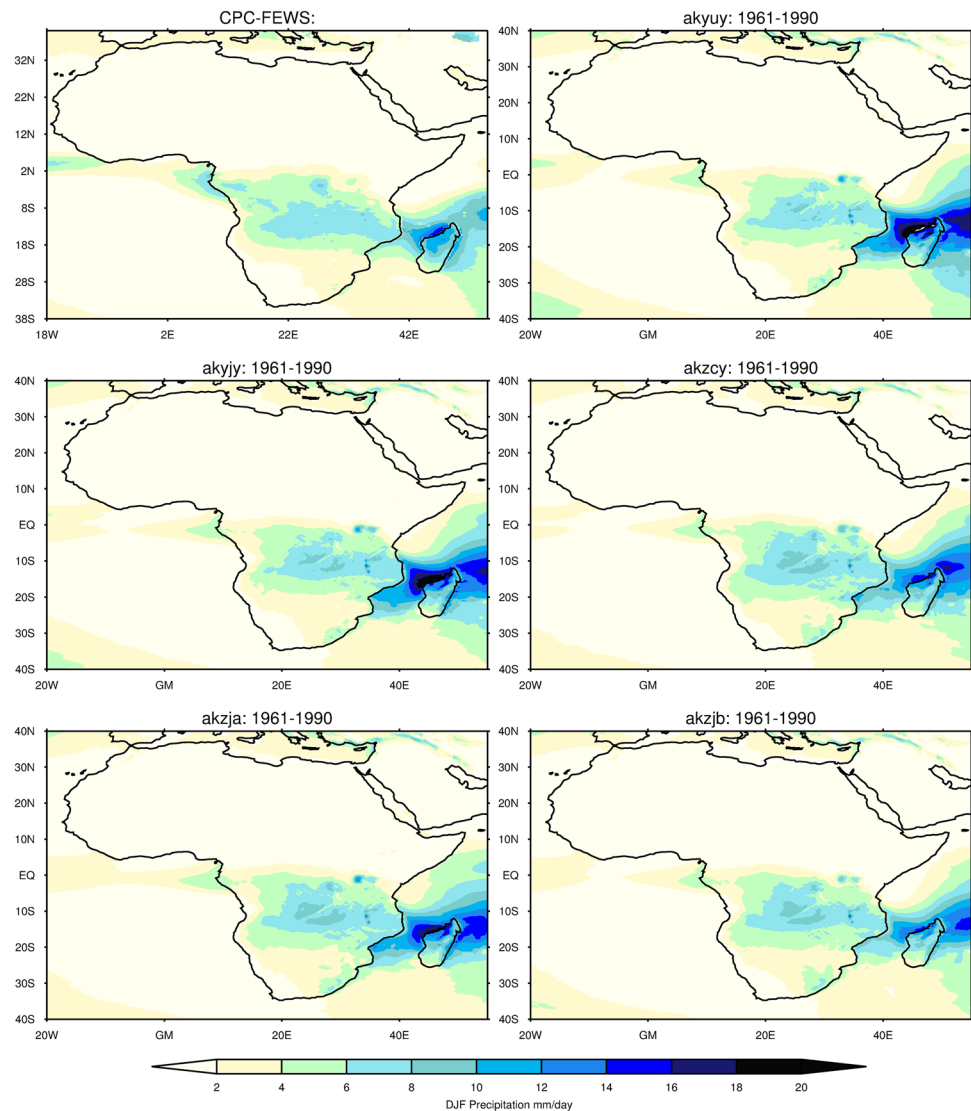 CPC-FEWS:
32N
22N
12N
2N
8S
18S
28S
38S
18W 2E 22E 42E
akyuy: 1961-1990
40N
30N
20N
10N
EQ
10S
20S
30S
40S
20W GM 20E 40E
akyjy: 1961-1990
40N
30N
20N
10N
EQ
10S
20S
30S
40S
20W GM 20E 40E
akzcy: 1961-1990
40N
30N
20N
10N
EQ
10S
20S
30S
40S
20W GM 20E 40E
akzja: 1961-1990
40N
30N
20N
10N
EQ
10S
20S
30S
40S
20W GM 20E 40E
akzjb: 1961-1990
40N
30N
20N
10N
EQ
10S
20S
30S
40S
20W GM 20E 40E
2 4 6 8 10 12 14 16 18 20
DJF Precipitation mm/day